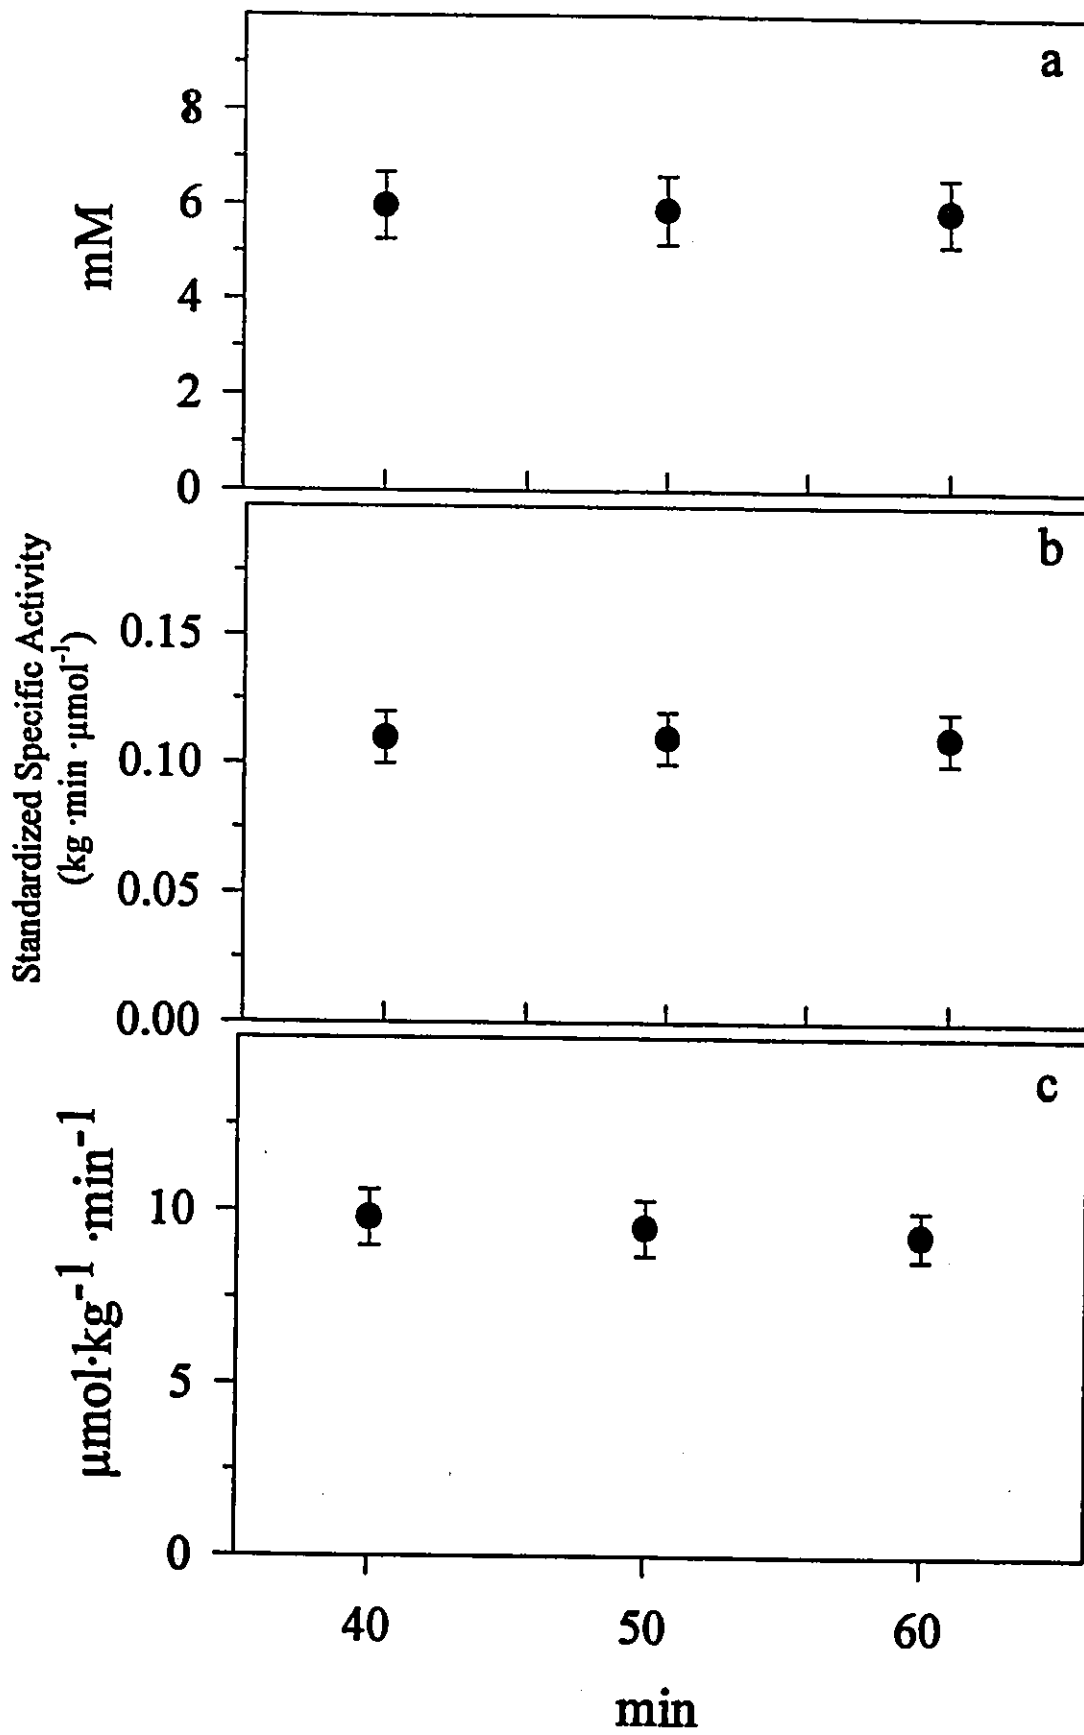 a
8
6
4
2
0
mM
b
0.15
0.10
0.05
0.00
Standardized Specific Activity
(kg ·min ·μmol⁻¹)
c
10
5
0
μmol·kg⁻¹ ·min⁻¹
40 50 60
min